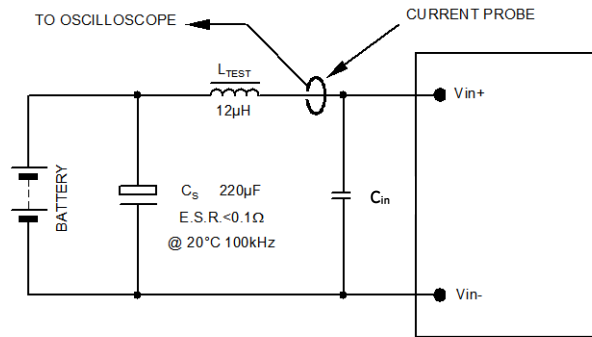 TO OSCILLOSCOPE
CURRENT PROBE
LTEST
12µH
Vin+
BATTERY
CS 220µF
E.S.R.<0.1Ω
@ 20°C 100kHz
Cin
Vin-